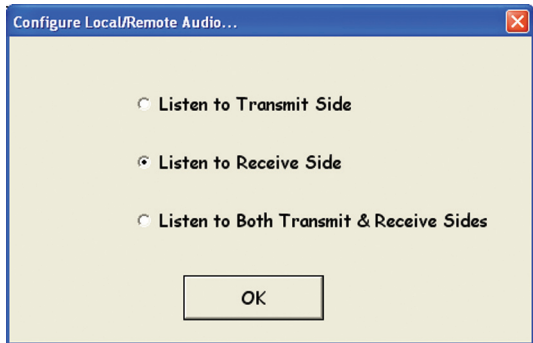 Configure Local/Remote Audio...
Listen to Transmit Side
Listen to Receive Side
Listen to Both Transmit & Receive Sides
OK